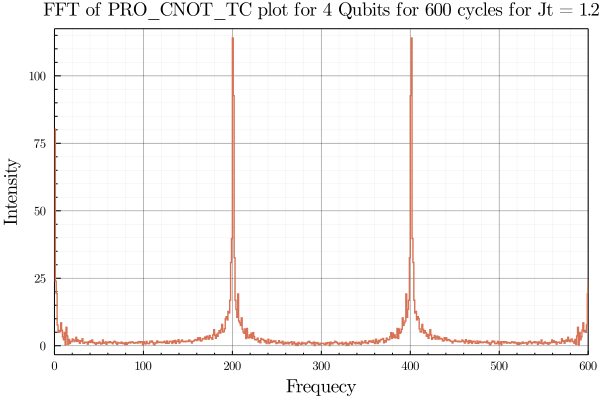 FFT of PRO_CNOT_TC plot for 4 Qubits for 600 cycles for Jt = 1.2
100
75
50
25
0
Intensity
0 100 200 300 400 500 600
Frequecy